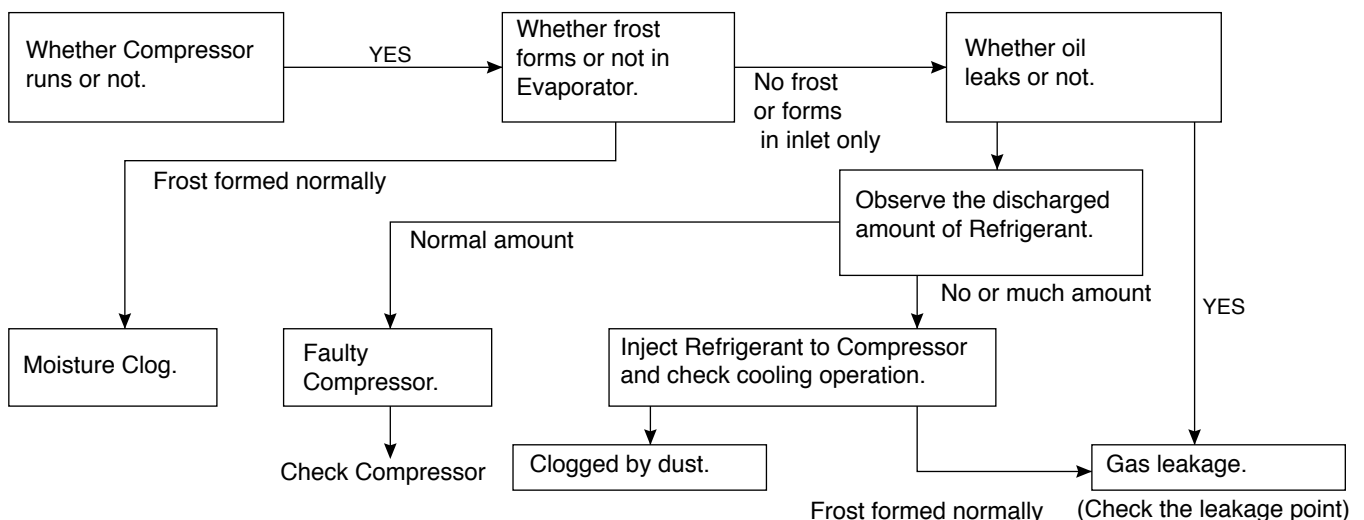 Whether Compressor
runs or not.
YES
Whether frost
forms or not in
Evaporator.
No frost
or forms
in inlet only
Whether oil
leaks or not.
Frost formed normally
Observe the discharged
amount of Refrigerant.
Normal amount
No or much amount
YES
Moisture Clog.
Faulty
Compressor.
Inject Refrigerant to Compressor
and check cooling operation.
Check Compressor
Clogged by dust.
Gas leakage.
Frost formed normally
(Check the leakage point)